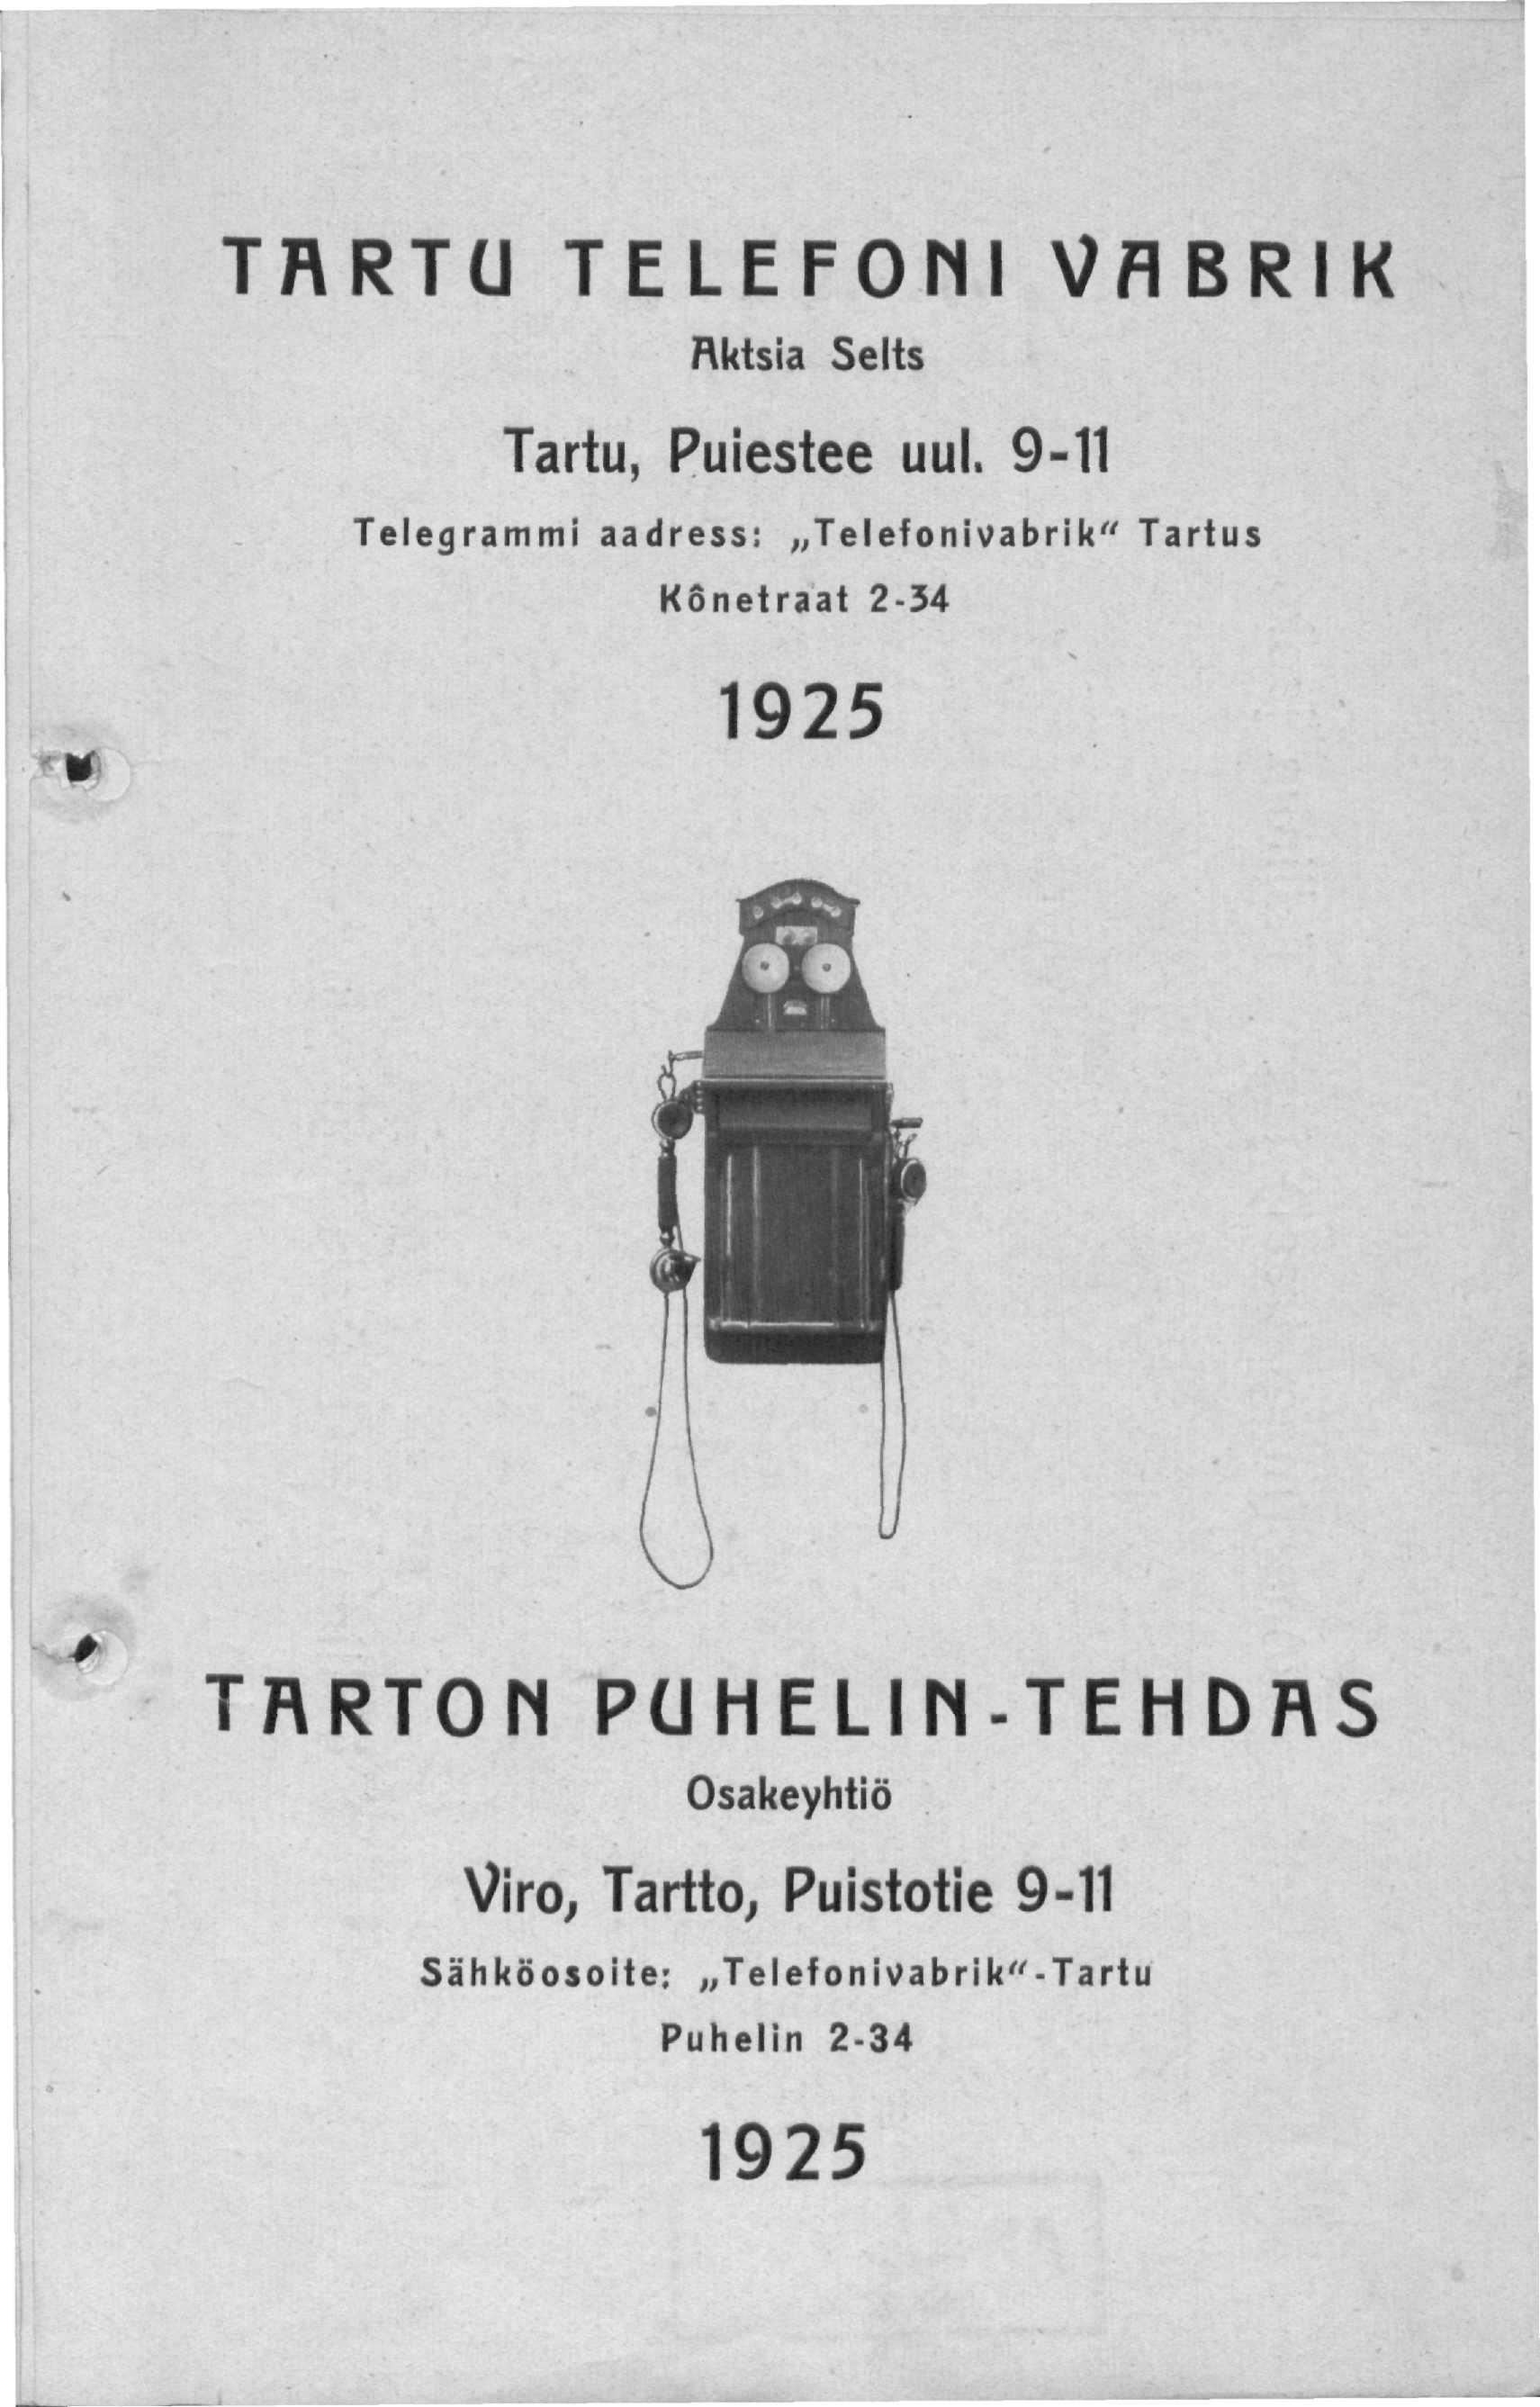 TARTU TELEFONI VABRIK
Aktsia Selts
Tartu, Puiestee uul. 9-11
Telegrammi aadress: „Telefonivabrik“ Tartus
Kônetraat 2-34
1925
TARTON PUHELIN-TEHDAS
Osakeyhtiö
Viro, Tartto, Puistotie 9-11
Sähköosoite: „Telefonivabrik“-Tartu
Puhelin 2-34
1925